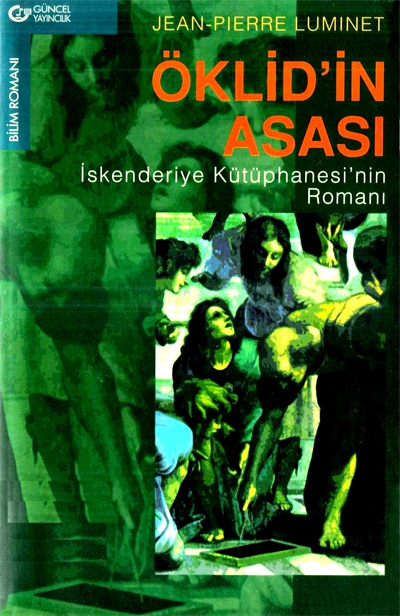 GÜNCEL
YAYINCILIK
BİLİM ROMANI
JEAN-PIERRE LUMINET
ÖKLİD'İN
ASASI
İskenderiye Kütüphanesi'nin
Romanı